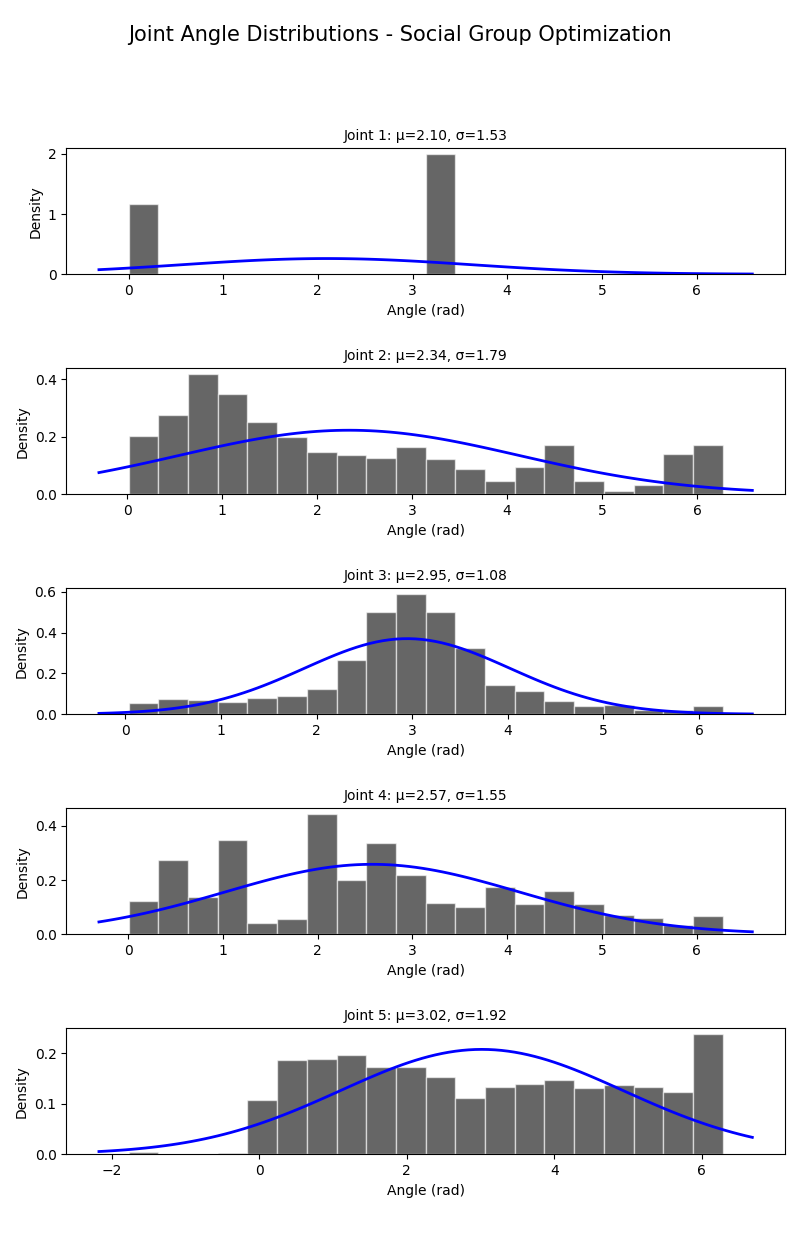 Joint Angle Distributions - Social Group Optimization
Joint 1: μ=2.10, σ=1.53
Density
2
1
0
0 1 2 3 4 5 6
Angle (rad)
Joint 2: μ=2.34, σ=1.79
Density
0.4
0.2
0.0
0 1 2 3 4 5 6
Angle (rad)
Joint 3: μ=2.95, σ=1.08
Density
0.6
0.4
0.2
0.0
0 1 2 3 4 5 6
Angle (rad)
Joint 4: μ=2.57, σ=1.55
Density
0.4
0.2
0.0
0 1 2 3 4 5 6
Angle (rad)
Joint 5: μ=3.02, σ=1.92
Density
0.2
0.1
0.0
−2 0 2 4 6
Angle (rad)